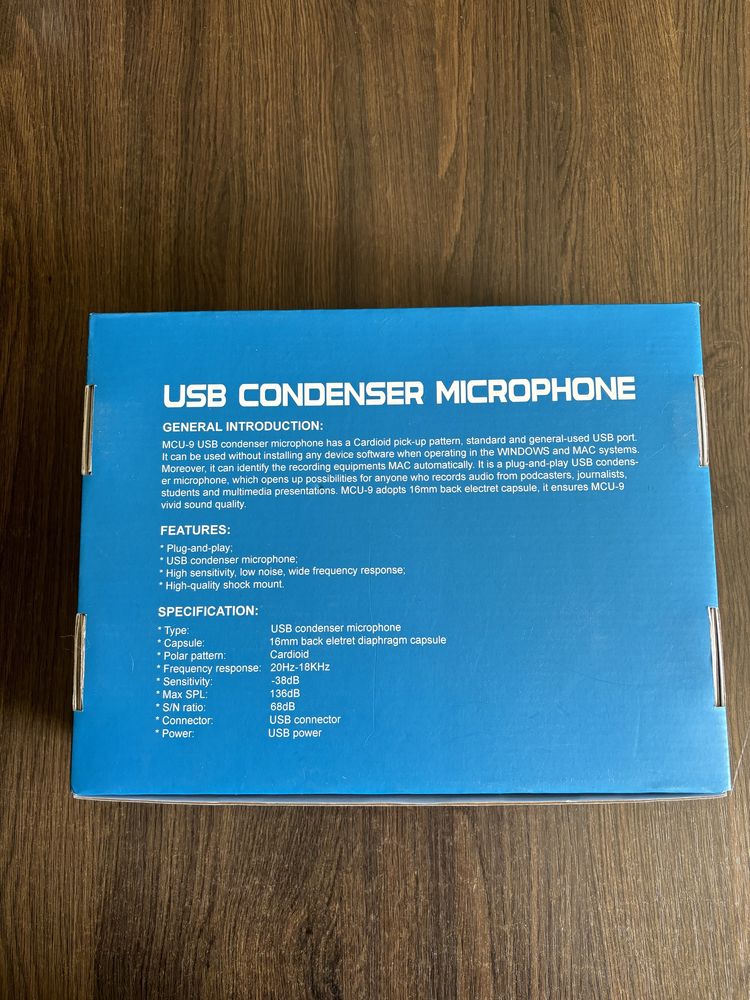 USB CONDENSER MICROPHONE
GENERAL INTRODUCTION:
MCU-9 USB condenser microphone has a Cardioid pick-up pattern, standard and general-used USB port.
It can be used without installing any device software when operating in the WINDOWS and MAC systems.
Moreover, it can identify the recording equipments MAC automatically. It is a plug-and-play USB condens-
er microphone, which opens up possibilities for anyone who records audio from podcasters, journalists,
students and multimedia presentations. MCU-9 adopts 16mm back electret capsule, it ensures MCU-9
vivid sound quality.
FEATURES:
* Plug-and-play;
* USB condenser microphone;
* High sensitivity, low noise, wide frequency response;
* High-quality shock mount.
SPECIFICATION:
* Type: USB condenser microphone
* Capsule: 16mm back eletret diaphragm capsule
* Polar pattern: Cardioid
* Frequency response: 20Hz-18KHz
* Sensitivity: -38dB
* Max SPL: 136dB
* S/N ratio: 68dB
* Connector: USB connector
* Power: USB power